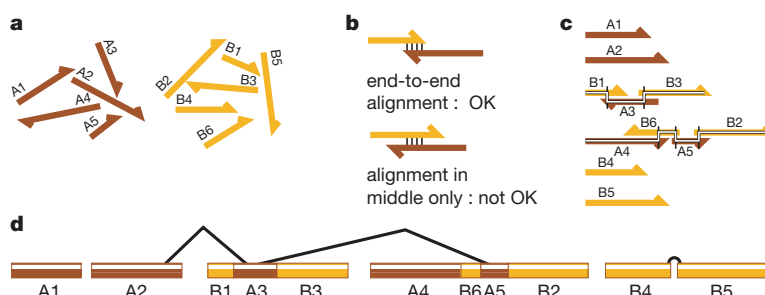 a
A1
A2
A3
A4
A5
B2
B1
B3
B4
B5
B6
b
end-to-end
alignment : OK
alignment in
middle only : not OK
c
A1
A2
B1
B3
A3
B6
B2
A4
A5
B4
B5
d
A1
A2
B1
A3
B3
A4
B6
A5
B2
B4
B5